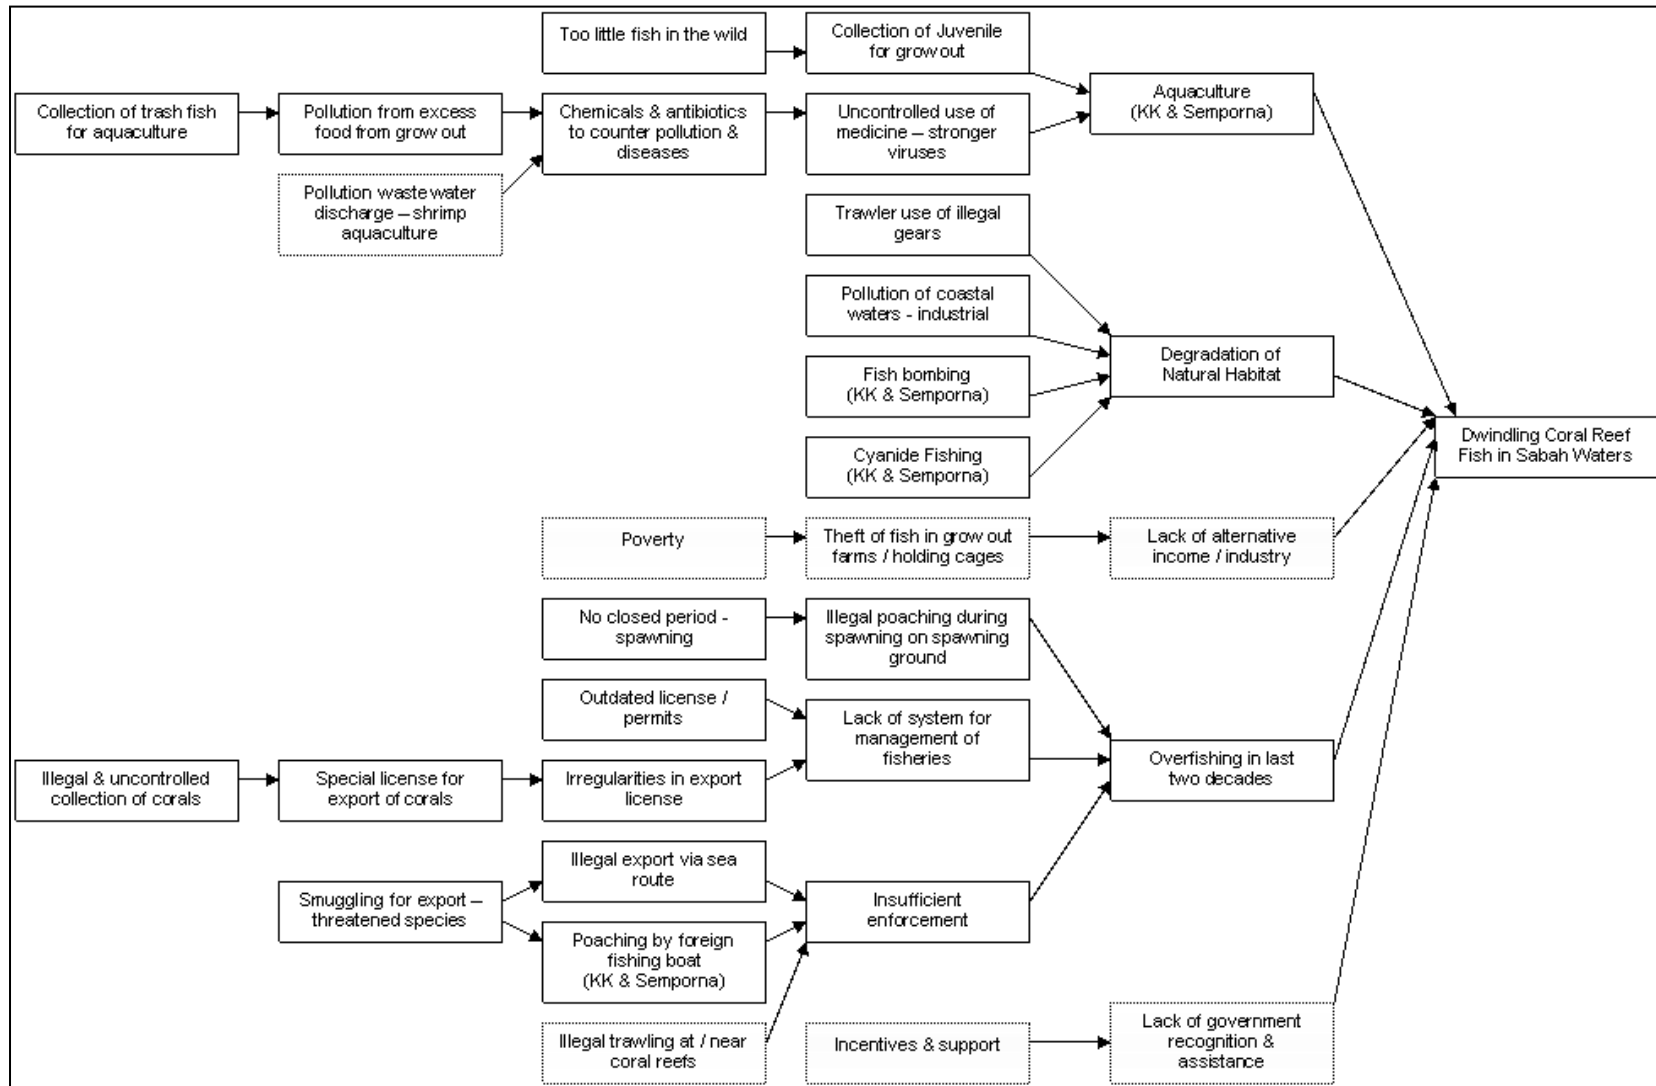 Too little fish in the wild
Collection of Juvenile
for grow out
Aquaculture
(KK & Semporna)
Collection of trash fish
for aquaculture
Pollution from excess
food from grow out
Chemicals & antibiotics
to counter pollution &
diseases
Uncontrolled use of
medicine – stronger
viruses
Pollution waste water
discharge – shrimp
aquaculture
Trawler use of illegal
gears
Pollution of coastal
waters - industrial
Degradation of
Natural Habitat
Fish bombing
(KK & Semporna)
Dwindling Coral Reef
Fish in Sabah Waters
Cyanide Fishing
(KK & Semporna)
Poverty
Theft of fish in grow out
farms / holding cages
Lack of alternative
income / industry
No closed period -
spawning
Illegal poaching during
spawning on spawning
ground
Outdated license /
permits
Lack of system for
management of
fisheries
Overfishing in last
two decades
Illegal & uncontrolled
collection of corals
Special license for
export of corals
Irregularities in export
license
Illegal export via sea
route
Smuggling for export –
threatened species
Insufficient
enforcement
Poaching by foreign
fishing boat
(KK & Semporna)
Illegal trawling at / near
coral reefs
Incentives & support
Lack of government
recognition &
assistance